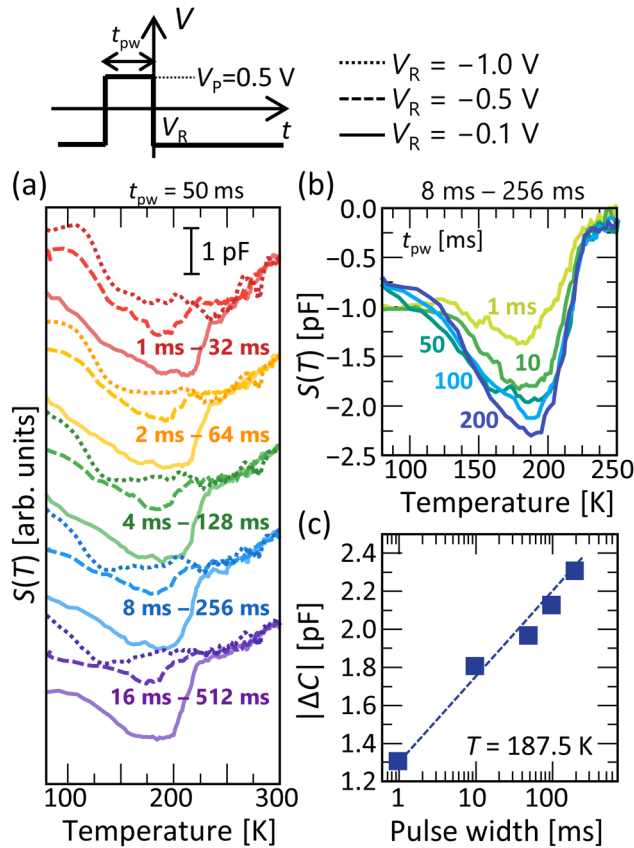 V
t_pw
V_P=0.5 V
V_R
t
V_R = −1.0 V
V_R = −0.5 V
V_R = −0.1 V
(a)
t_pw = 50 ms
1 pF
1 ms – 32 ms
2 ms – 64 ms
4 ms – 128 ms
8 ms – 256 ms
16 ms – 512 ms
S(T) [arb. units]
100 200 300
Temperature [K]
(b)
8 ms – 256 ms
t_pw [ms]
1 ms
10
50
100
200
0.0
−0.5
−1.0
−1.5
−2.0
−2.5
S(T) [pF]
100 150 200 250
Temperature [K]
(c)
2.4
2.2
2.0
1.8
1.6
1.4
1.2
|ΔC| [pF]
T = 187.5 K
1 10 100
Pulse width [ms]